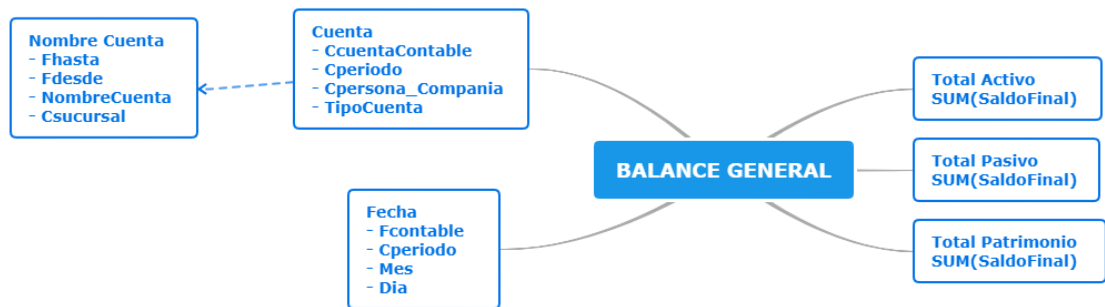 Nombre Cuenta
- Fhasta
- Fdesde
- NombreCuenta
- Csucursal
Cuenta
- CcuentaContable
- Cperiodo
- Cpersona_Compania
- TipoCuenta
Fecha
- Fcontable
- Cperiodo
- Mes
- Dia
BALANCE GENERAL
Total Activo
SUM(SaldoFinal)
Total Pasivo
SUM(SaldoFinal)
Total Patrimonio
SUM(SaldoFinal)